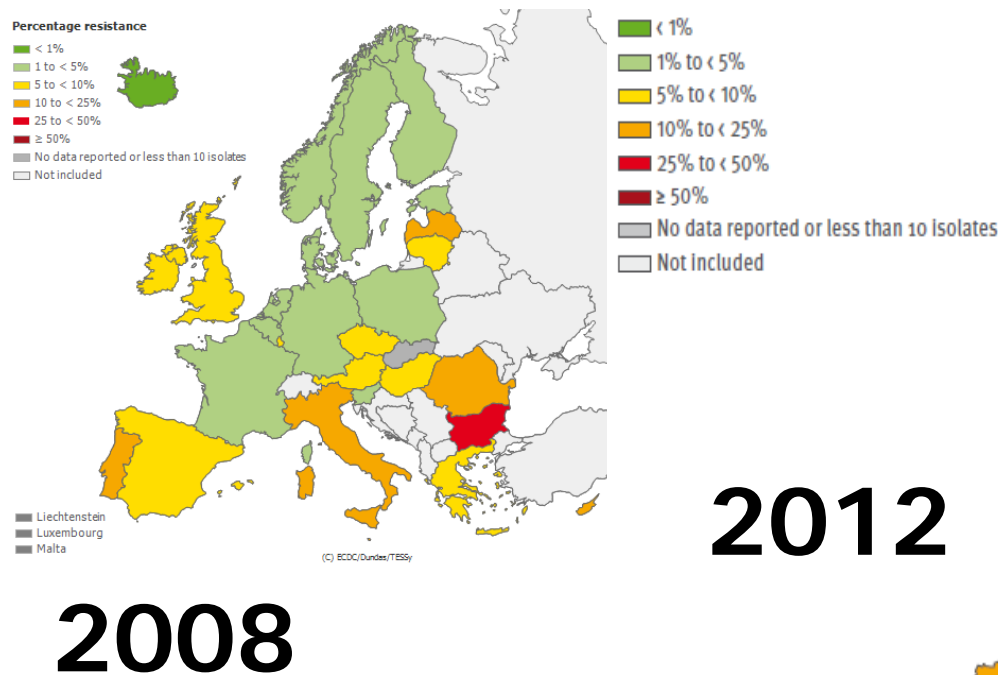 Percentage resistance
< 1%
1 to < 5%
5 to < 10%
10 to < 25%
25 to < 50%
≥ 50%
No data reported or less than 10 isolates
Not included
Liechtenstein
Luxembourg
Malta
(C) ECDC/Dundas/TESSy
2008
< 1%
1% to < 5%
5% to < 10%
10% to < 25%
25% to < 50%
≥ 50%
No data reported or less than 10 isolates
Not included
2012